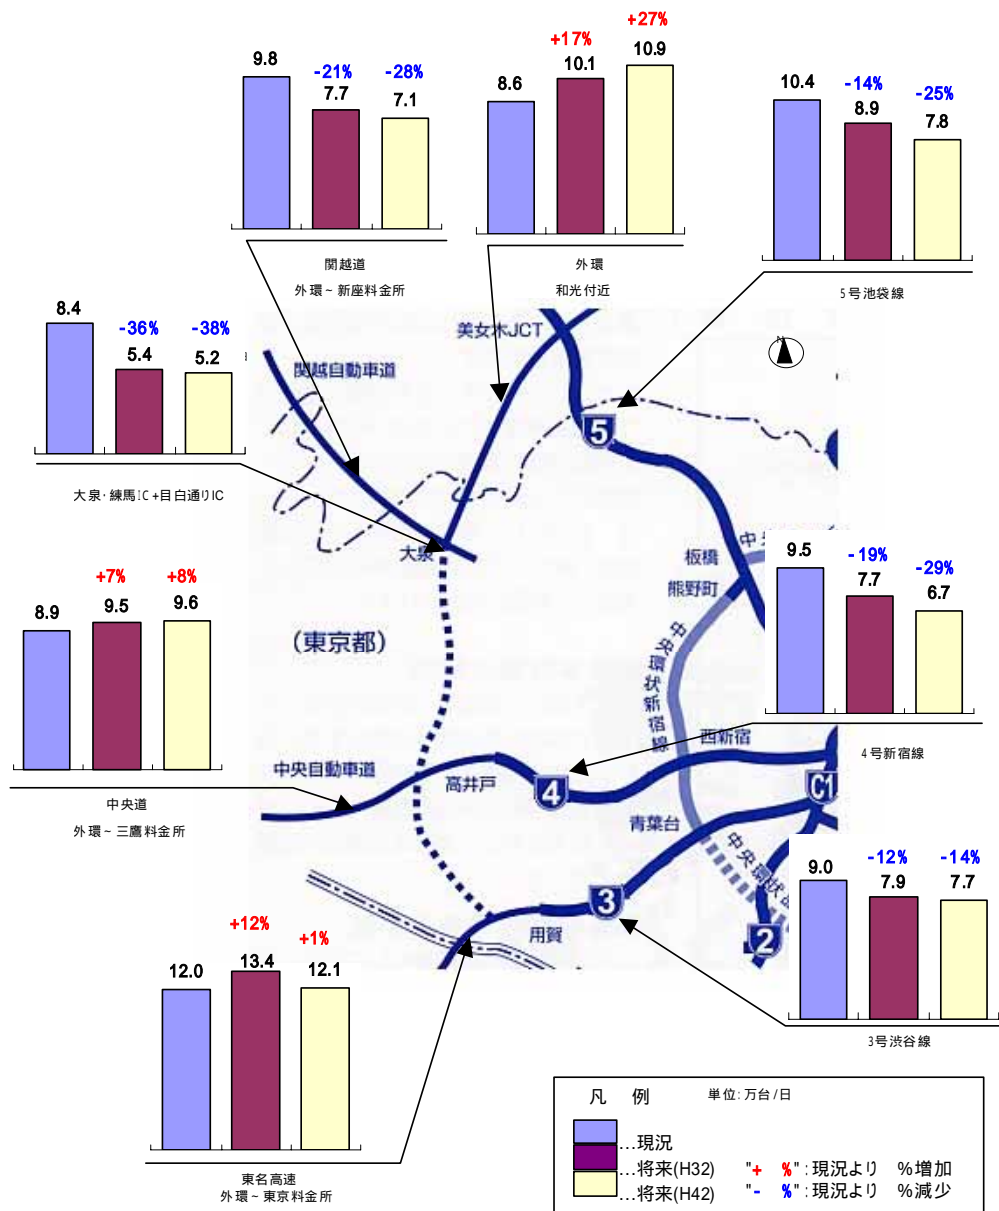 +27%
+17%
10.9
9.8
-21%
-28%
10.1
8.6
7.7
7.1
10.4
-14%
-25%
8.9
7.8
関越道
外環～新座料金所
外環
和光付近
5号池袋線
8.4
-36%
-38%
5.4
5.2
大泉・練馬IC+目白通りIC
美女木JCT
関越自動車道
N
5
大泉
板橋
熊野町
中央
9.5
-19%
-29%
7.7
6.7
4号新宿線
+7%
+8%
8.9
9.5
9.6
中央道
外環～三鷹料金所
(東京都)
中央環状新宿線
西新宿
中央自動車道
高井戸
4
C1
青葉台
中央環状品
3
用賀
2
9.0
-12%
-14%
7.9
7.7
3号渋谷線
+12%
+1%
12.0
13.4
12.1
東名高速
外環～東京料金所
凡 例 単位:万台/日
…現況
…将来(H32) "+ %":現況より %増加
…将来(H42) "- %":現況より %減少